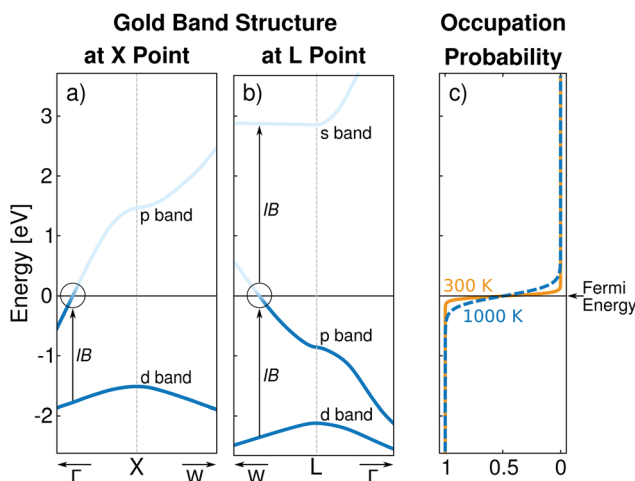 Gold Band Structure
at X Point
at L Point
Occupation
Probability
a)
b)
c)
Energy [eV]
3
2
1
0
-1
-2
p band
d band
IB
s band
p band
d band
IB
IB
300 K
1000 K
Fermi
Energy
Γ
X
W
W
L
Γ
1
0.5
0